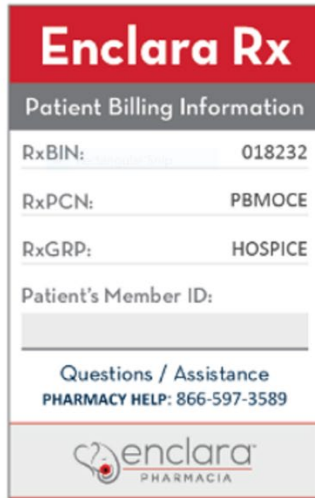 Enclara Rx
Patient Billing Information
RxBIN: 018232
RxPCN: PBMOCE
RxGRP: HOSPICE
Patient's Member ID:
Questions / Assistance
PHARMACY HELP: 866-597-3589
enclara™
PHARMACIA